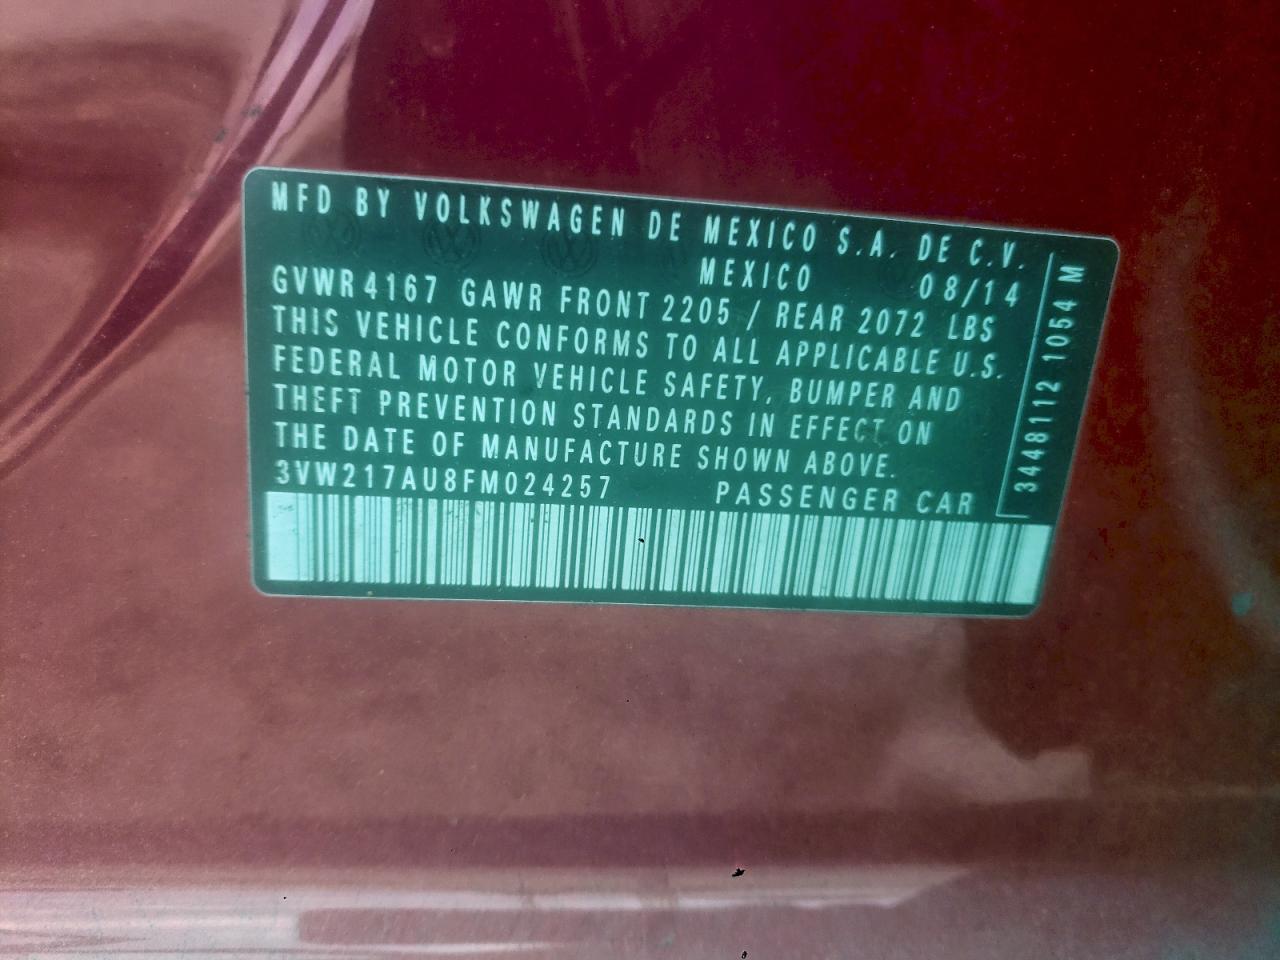 MFD BY VOLKSWAGEN DE MEXICO S.A. DE C.V.
MEXICO 08/14
GVWR 4167 GAWR FRONT 2205 / REAR 2072 LBS
THIS VEHICLE CONFORMS TO ALL APPLICABLE U.S.
FEDERAL MOTOR VEHICLE SAFETY, BUMPER AND
THEFT PREVENTION STANDARDS IN EFFECT ON
THE DATE OF MANUFACTURE SHOWN ABOVE.
3VW217AU8FM024257 PASSENGER CAR
3448112 1054 M